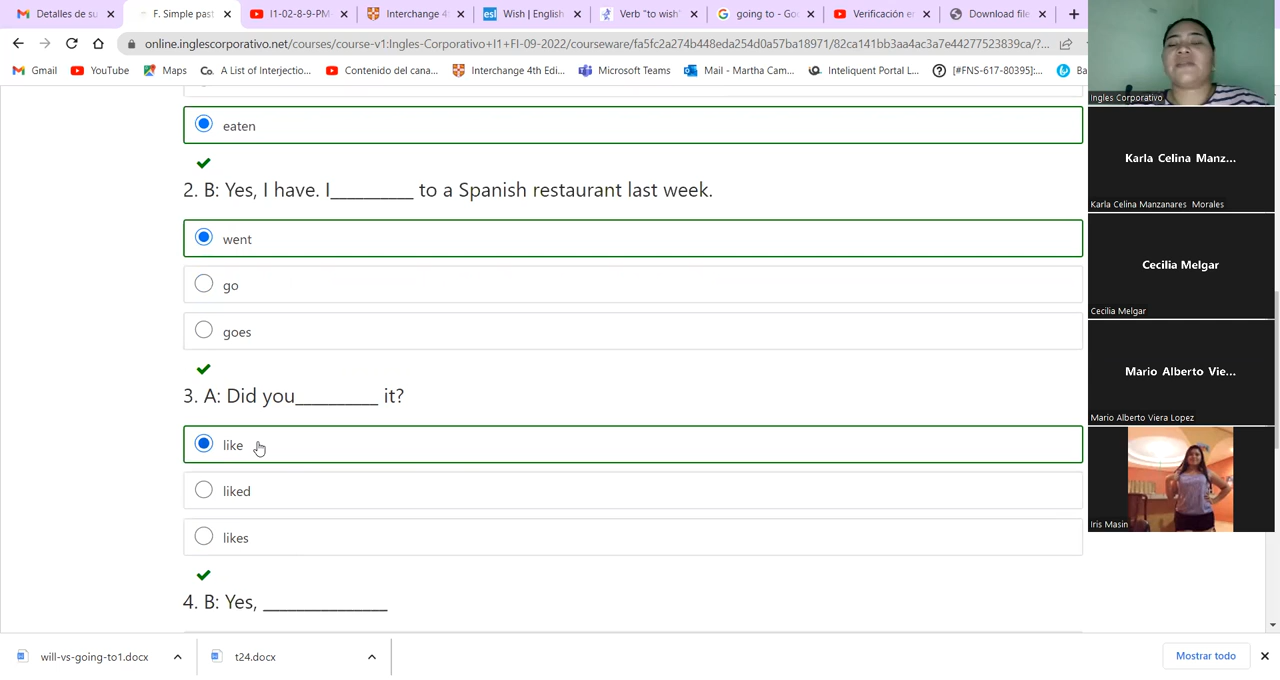 Detalles de su
F. Simple past
I1-02-8-9-PM-
Interchange 4
Wish | English
Verb "to wish"
going to - Go
Verificación e
Download file
online.inglescorporativo.net/courses/course-v1:Ingles-Corporativo+I1+FI-09-2022/courseware/fa5fc2a274b448eda254d0a57ba18971/82ca141bb3aa4ac3a7e44277523839ca/?...
Gmail
YouTube
Maps
Co. A List of Interjectio...
Contenido del cana...
Interchange 4th Edi...
Microsoft Teams
Mail - Martha Cam...
Inteliquent Portal L...
[#FNS-617-80395]:...
Ba
Ingles Corporativo
eaten
2. B: Yes, I have. I__________ to a Spanish restaurant last week.
went
go
goes
3. A: Did you__________ it?
like
liked
likes
4. B: Yes, _______________
Karla Celina Manz...
Karla Celina Manzanares Morales
Cecilia Melgar
Cecilia Melgar
Mario Alberto Vie...
Mario Alberto Viera Lopez
Iris Masin
will-vs-going-to1.docx
t24.docx
Mostrar todo